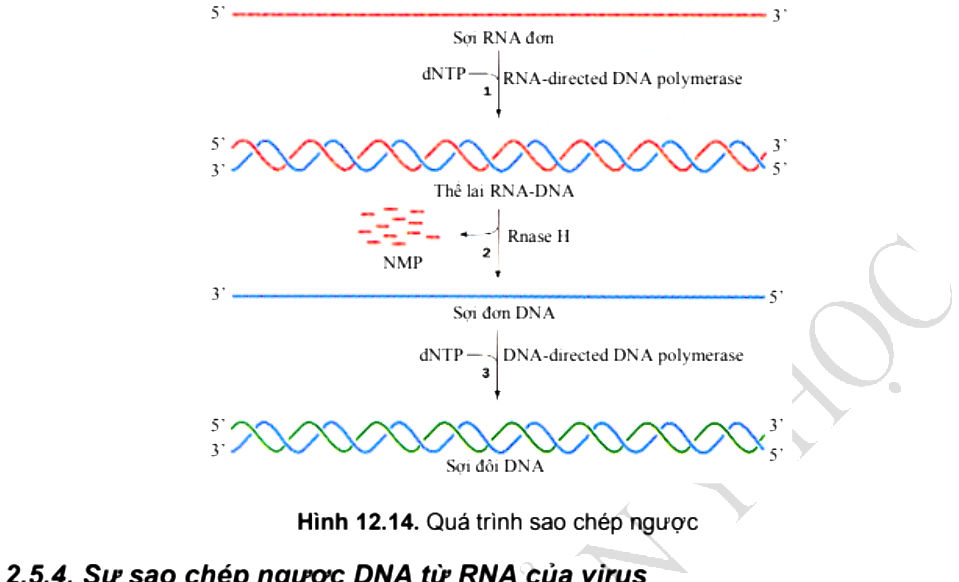 5` 3`
Sợi RNA đơn
dNTP RNA-directed DNA polymerase
1
5` 3`
3` 5`
Thể lai RNA-DNA
Rnase H
2
NMP
3` 5`
Sợi đơn DNA
dNTP DNA-directed DNA polymerase
3
5` 3`
3` 5`
Sợi đôi DNA
Hình 12.14. Quá trình sao chép ngược
2.5.4. Sự sao chép ngược DNA từ RNA của virus
N Y HỌC